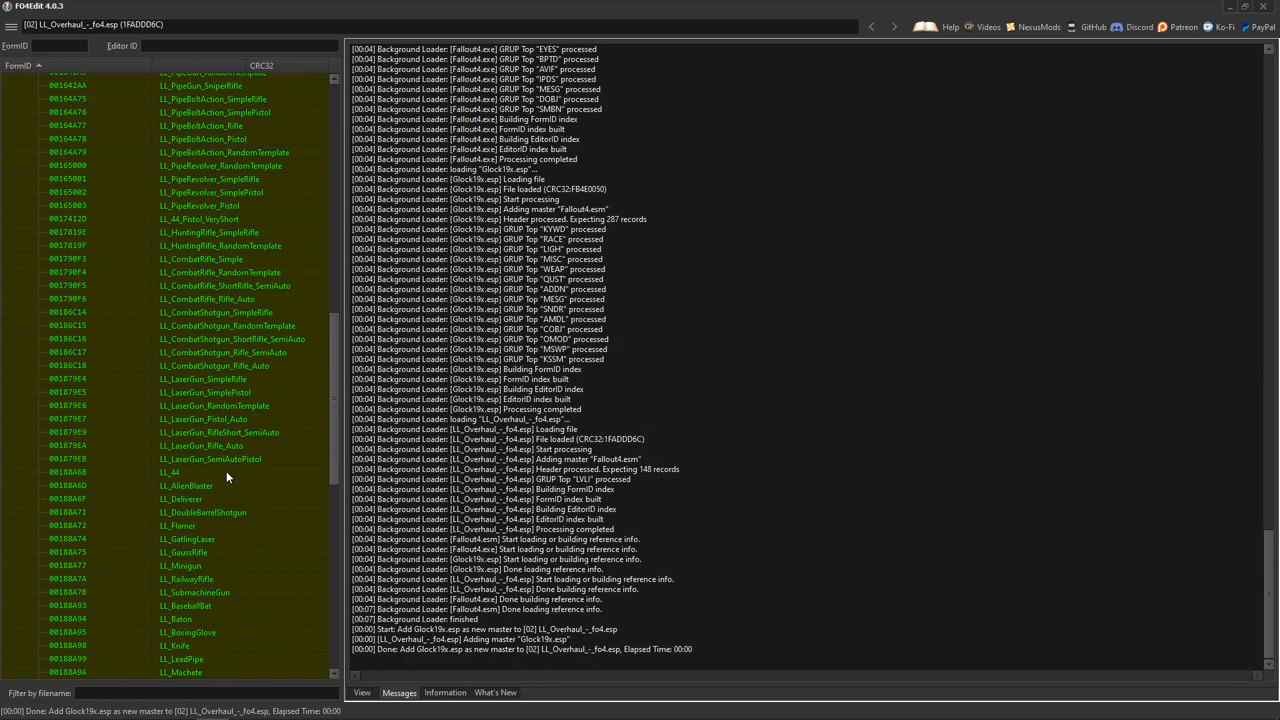 FO4Edit 4.0.3
[02] LL_Overhaul_-_fo4.esp (1FADDD6C)
Help
Videos
NexusMods
GitHub
Discord
Patreon
Ko-Fi
PayPal
FormID
Editor ID
FormID
CRC32
001642AA LL_PipeGun_SniperRifle
00164A75 LL_PipeBoltAction_SimpleRifle
00164A76 LL_PipeBoltAction_SimplePistol
00164A77 LL_PipeBoltAction_Rifle
00164A78 LL_PipeBoltAction_Pistol
00164A79 LL_PipeBoltAction_RandomTemplate
00165000 LL_PipeRevolver_RandomTemplate
00165001 LL_PipeRevolver_SimpleRifle
00165002 LL_PipeRevolver_SimplePistol
00165003 LL_PipeRevolver_Pistol
0017412D LL_44_Pistol_VeryShort
0017819E LL_HuntingRifle_SimpleRifle
0017819F LL_HuntingRifle_RandomTemplate
001790F3 LL_CombatRifle_Simple
001790F4 LL_CombatRifle_RandomTemplate
001790F5 LL_CombatRifle_ShortRifle_SemiAuto
001790F6 LL_CombatRifle_Rifle_Auto
00186C14 LL_CombatShotgun_SimpleRifle
00186C15 LL_CombatShotgun_RandomTemplate
00186C16 LL_CombatShotgun_ShortRifle_SemiAuto
00186C17 LL_CombatShotgun_Rifle_SemiAuto
00186C18 LL_CombatShotgun_Rifle_Auto
001879E4 LL_LaserGun_SimpleRifle
001879E5 LL_LaserGun_SimplePistol
001879E6 LL_LaserGun_RandomTemplate
001879E7 LL_LaserGun_Pistol_Auto
001879E9 LL_LaserGun_RifleShort_SemiAuto
001879EA LL_LaserGun_Rifle_Auto
001879EB LL_LaserGun_SemiAutoPistol
00188A6B LL_44
00188A6D LL_AlienBlaster
00188A6F LL_Deliverer
00188A71 LL_DoubleBarrelShotgun
00188A72 LL_Flamer
00188A74 LL_GatlingLaser
00188A75 LL_GaussRifle
00188A77 LL_Minigun
00188A7A LL_RailwayRifle
00188A7B LL_SubmachineGun
00188A93 LL_BaseballBat
00188A94 LL_Baton
00188A95 LL_BoxingGlove
00188A98 LL_Knife
00188A99 LL_LeadPipe
00188A9A LL_Machete
Filter by filename:
[00:04] Background Loader: [Fallout4.exe] GRUP Top "EYES" processed
[00:04] Background Loader: [Fallout4.exe] GRUP Top "BPTD" processed
[00:04] Background Loader: [Fallout4.exe] GRUP Top "AVIF" processed
[00:04] Background Loader: [Fallout4.exe] GRUP Top "IPDS" processed
[00:04] Background Loader: [Fallout4.exe] GRUP Top "MESG" processed
[00:04] Background Loader: [Fallout4.exe] GRUP Top "DOBJ" processed
[00:04] Background Loader: [Fallout4.exe] GRUP Top "SMBN" processed
[00:04] Background Loader: [Fallout4.exe] Building FormID index
[00:04] Background Loader: [Fallout4.exe] FormID index built
[00:04] Background Loader: [Fallout4.exe] Building EditorID index
[00:04] Background Loader: [Fallout4.exe] EditorID index built
[00:04] Background Loader: [Fallout4.exe] Processing completed
[00:04] Background Loader: loading "Glock19x.esp"...
[00:04] Background Loader: [Glock19x.esp] Loading file
[00:04] Background Loader: [Glock19x.esp] File loaded (CRC32:FB4E0050)
[00:04] Background Loader: [Glock19x.esp] Start processing
[00:04] Background Loader: [Glock19x.esp] Adding master "Fallout4.esm"
[00:04] Background Loader: [Glock19x.esp] Header processed. Expecting 287 records
[00:04] Background Loader: [Glock19x.esp] GRUP Top "KYWD" processed
[00:04] Background Loader: [Glock19x.esp] GRUP Top "RACE" processed
[00:04] Background Loader: [Glock19x.esp] GRUP Top "LIGH" processed
[00:04] Background Loader: [Glock19x.esp] GRUP Top "MISC" processed
[00:04] Background Loader: [Glock19x.esp] GRUP Top "WEAP" processed
[00:04] Background Loader: [Glock19x.esp] GRUP Top "QUST" processed
[00:04] Background Loader: [Glock19x.esp] GRUP Top "ADDN" processed
[00:04] Background Loader: [Glock19x.esp] GRUP Top "MESG" processed
[00:04] Background Loader: [Glock19x.esp] GRUP Top "SNDR" processed
[00:04] Background Loader: [Glock19x.esp] GRUP Top "AMDL" processed
[00:04] Background Loader: [Glock19x.esp] GRUP Top "COBJ" processed
[00:04] Background Loader: [Glock19x.esp] GRUP Top "OMOD" processed
[00:04] Background Loader: [Glock19x.esp] GRUP Top "MSWP" processed
[00:04] Background Loader: [Glock19x.esp] GRUP Top "KSSM" processed
[00:04] Background Loader: [Glock19x.esp] Building FormID index
[00:04] Background Loader: [Glock19x.esp] FormID index built
[00:04] Background Loader: [Glock19x.esp] Building EditorID index
[00:04] Background Loader: [Glock19x.esp] EditorID index built
[00:04] Background Loader: [Glock19x.esp] Processing completed
[00:04] Background Loader: loading "LL_Overhaul_-_fo4.esp"...
[00:04] Background Loader: [LL_Overhaul_-_fo4.esp] Loading file
[00:04] Background Loader: [LL_Overhaul_-_fo4.esp] File loaded (CRC32:1FADDD6C)
[00:04] Background Loader: [LL_Overhaul_-_fo4.esp] Start processing
[00:04] Background Loader: [LL_Overhaul_-_fo4.esp] Adding master "Fallout4.esm"
[00:04] Background Loader: [LL_Overhaul_-_fo4.esp] Header processed. Expecting 148 records
[00:04] Background Loader: [LL_Overhaul_-_fo4.esp] GRUP Top "LVLI" processed
[00:04] Background Loader: [LL_Overhaul_-_fo4.esp] Building FormID index
[00:04] Background Loader: [LL_Overhaul_-_fo4.esp] FormID index built
[00:04] Background Loader: [LL_Overhaul_-_fo4.esp] Building EditorID index
[00:04] Background Loader: [LL_Overhaul_-_fo4.esp] EditorID index built
[00:04] Background Loader: [LL_Overhaul_-_fo4.esp] Processing completed
[00:04] Background Loader: [Fallout4.esm] Start loading or building reference info.
[00:04] Background Loader: [Fallout4.exe] Start loading or building reference info.
[00:04] Background Loader: [Glock19x.esp] Start loading or building reference info.
[00:04] Background Loader: [Glock19x.esp] Done loading reference info.
[00:04] Background Loader: [LL_Overhaul_-_fo4.esp] Start loading or building reference info.
[00:04] Background Loader: [LL_Overhaul_-_fo4.esp] Done building reference info.
[00:04] Background Loader: [Fallout4.exe] Done building reference info.
[00:07] Background Loader: [Fallout4.esm] Done loading reference info.
[00:07] Background Loader: finished
[00:00] Start: Add Glock19x.esp as new master to [02] LL_Overhaul_-_fo4.esp
[00:00] [LL_Overhaul_-_fo4.esp] Adding master "Glock19x.esp"
[00:00] Done: Add Glock19x.esp as new master to [02] LL_Overhaul_-_fo4.esp, Elapsed Time: 00:00
View
Messages
Information
What's New
[00:00] Done: Add Glock19x.esp as new master to [02] LL_Overhaul_-_fo4.esp, Elapsed Time: 00:00